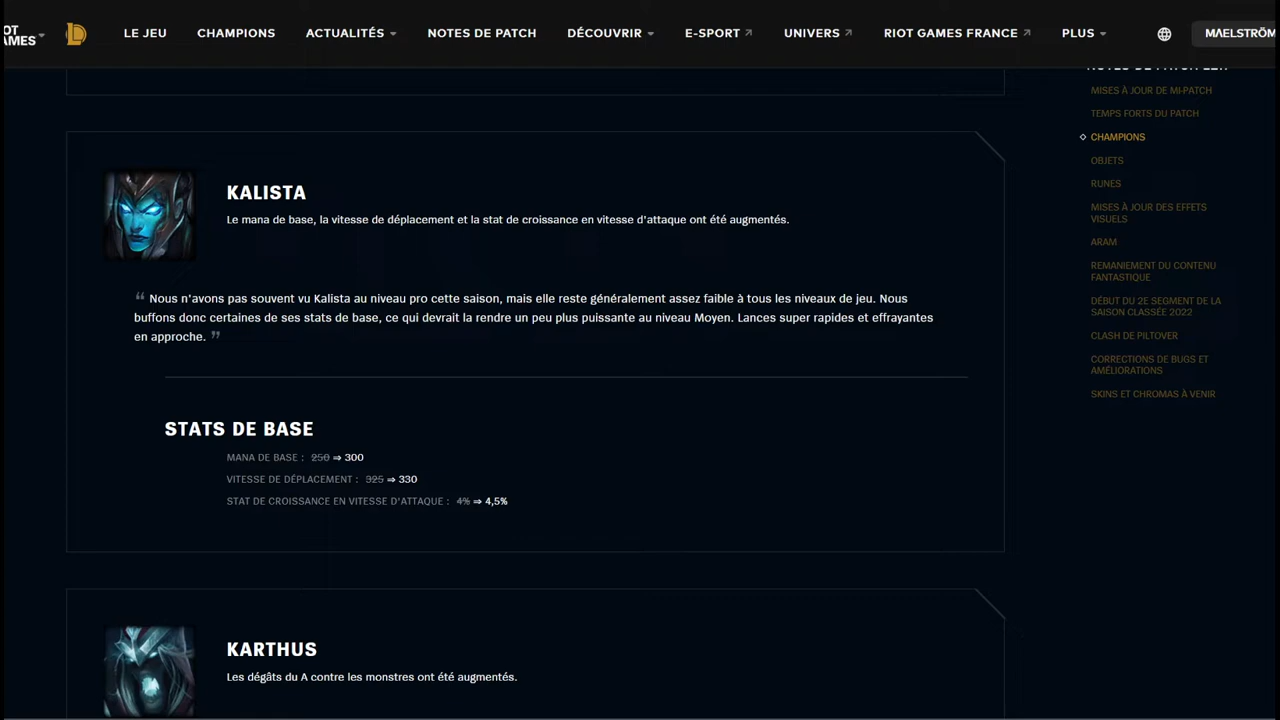 LE JEU
CHAMPIONS
ACTUALITÉS
NOTES DE PATCH
DÉCOUVRIR
E-SPORT
UNIVERS
RIOT GAMES FRANCE
PLUS
KALISTA
Le mana de base, la vitesse de déplacement et la stat de croissance en vitesse d'attaque ont été augmentés.
“ Nous n'avons pas souvent vu Kalista au niveau pro cette saison, mais elle reste généralement assez faible à tous les niveaux de jeu. Nous
buffons donc certaines de ses stats de base, ce qui devrait la rendre un peu plus puissante au niveau Moyen. Lances super rapides et effrayantes
en approche. ”
STATS DE BASE
MANA DE BASE : 250 ⇒ 300
VITESSE DE DÉPLACEMENT : 325 ⇒ 330
STAT DE CROISSANCE EN VITESSE D'ATTAQUE : 4% ⇒ 4,5%
KARTHUS
Les dégâts du A contre les monstres ont été augmentés.
MISES À JOUR DE MI-PATCH
TEMPS FORTS DU PATCH
CHAMPIONS
OBJETS
RUNES
MISES À JOUR DES EFFETS
VISUELS
ARAM
REMANIEMENT DU CONTENU
FANTASTIQUE
DÉBUT DU 2E SEGMENT DE LA
SAISON CLASSÉE 2022
CLASH DE PILTOVER
CORRECTIONS DE BUGS ET
AMÉLIORATIONS
SKINS ET CHROMAS À VENIR